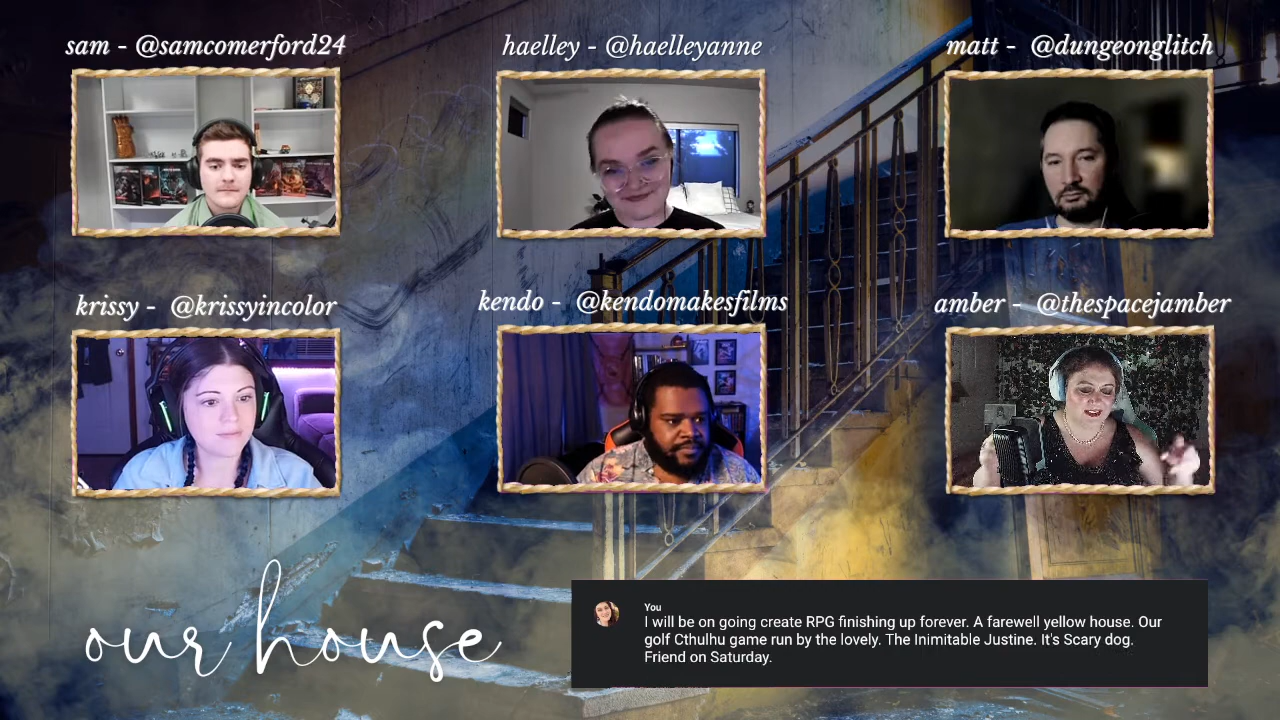 sam - @samcomerford24
haelley - @haelleyanne
matt - @dungeonglitch
krissy - @krissyincolor
kendo - @kendomakesfilms
amber - @thespacejamber
our house
You
I will be on going create RPG finishing up forever. A farewell yellow house. Our
golf Cthulhu game run by the lovely. The Inimitable Justine. It's Scary dog.
Friend on Saturday.